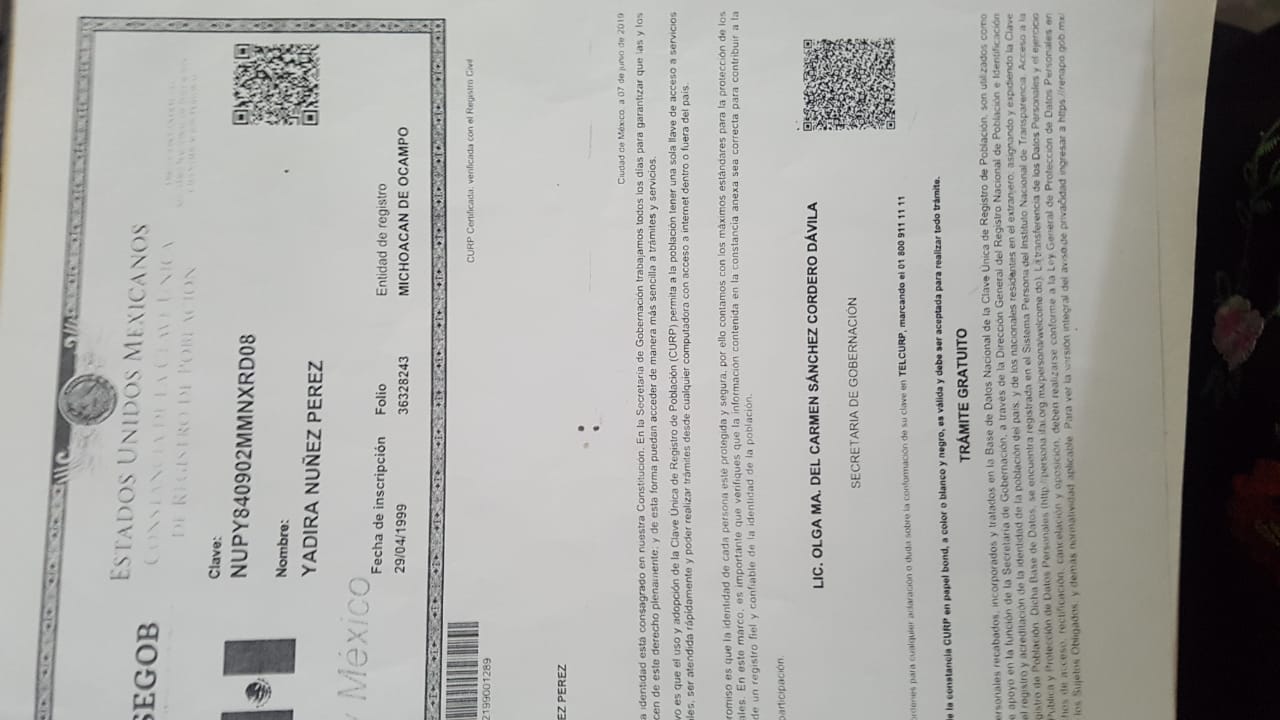 SEGOB
México
ESTADOS UNIDOS MEXICANOS
CONSTANCIA DE LA CLAVE ÚNICA
DE REGISTRO DE POBLACIÓN
Clave:
NUPY840902MMNXRD08
Nombre:
YADIRA NUÑEZ PEREZ
Fecha de inscripción Folio Entidad de registro
29/04/1999 36328243 MICHOACAN DE OCAMPO
2199001289
CURP Certificada: verificada con el Registro Civil
EZ PEREZ
Ciudad de México, a 07 de junio de 2019
a identidad está consagrado en nuestra Constitución. En la Secretaría de Gobernación trabajamos todos los días para garantizar que las y los
cen de este derecho plenamente; y de esta forma puedan acceder de manera más sencilla a trámites y servicios.
vo es que el uso y adopción de la Clave Única de Registro de Población (CURP) permita a la población tener una sola llave de acceso a servicios
ales, ser atendida rápidamente y poder realizar trámites desde cualquier computadora con acceso a internet dentro o fuera del país.
romiso es que la identidad de cada persona esté protegida y segura, por ello contamos con los máximos estándares para la protección de los
ales. En este marco, es importante que verifiques que la información contenida en la constancia anexa sea correcta para contribuir a la
de un registro fiel y confiable de la identidad de la población.
participación.
LIC. OLGA MA. DEL CARMEN SÁNCHEZ CORDERO DÁVILA
SECRETARIA DE GOBERNACIÓN
para cualquier aclaración o duda sobre la conformación de su clave en TELCURP, marcando el 01 800 911 11 11
e la constancia CURP en papel bond, a color o blanco y negro, es válida y debe ser aceptada para realizar todo trámite.
TRÁMITE GRATUITO
ersonales recabados, incorporados y tratados en la Base de Datos Nacional de la Clave Única de Registro de Población, son utilizados como
e apoyo en la función de la Secretaría de Gobernación, a través de la Dirección General del Registro Nacional de Población e Identificación
el registro y acreditación de la identidad de la población del país, y de los nacionales residentes en el extranjero; asignando y expidiendo la Clave
gistro de Población. Dicha Base de Datos, se encuentra registrada en el Sistema Persona del Instituto Nacional de Transparencia, Acceso a la
ública y Protección de Datos Personales (http://persona.ifai.org.mx/persona/welcome.do). La transferencia de los Datos Personales y el ejercicio
hos de acceso, rectificación, cancelación y oposición, deben realizarse conforme a la Ley General de Protección de Datos Personales en
los Sujetos Obligados, y demás normatividad aplicable. Para ver la versión integral del aviso de privacidad ingresar a https://renapo.gob.mx/